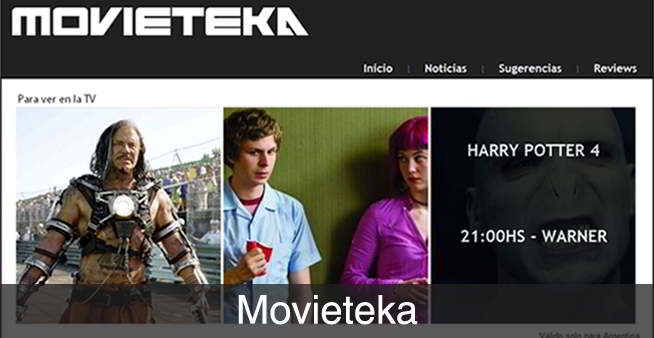 MOVIETEKA
Inicio | Noticias | Sugerencias | Reviews
Para ver en la TV
HARRY POTTER 4
21:00HS - WARNER
Movieteka
Valido solo para Argentina